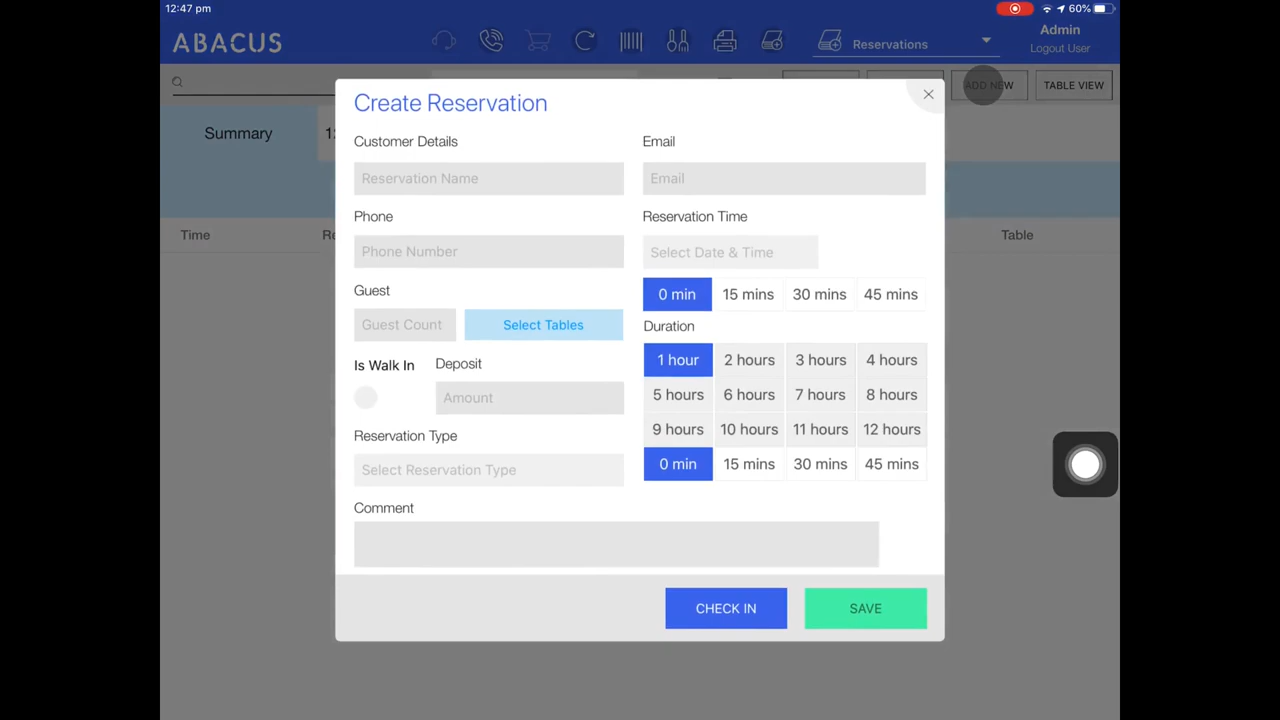 12:47 pm
60%
ABACUS
Reservations
Admin
Logout User
ADD NEW
TABLE VIEW
Summary
Time
Table
Create Reservation
Customer Details
Reservation Name
Email
Email
Phone
Phone Number
Reservation Time
Select Date & Time
0 min 15 mins 30 mins 45 mins
Guest
Guest Count
Select Tables
Duration
1 hour 2 hours 3 hours 4 hours
5 hours 6 hours 7 hours 8 hours
9 hours 10 hours 11 hours 12 hours
0 min 15 mins 30 mins 45 mins
Is Walk In
Deposit
Amount
Reservation Type
Select Reservation Type
Comment
CHECK IN
SAVE